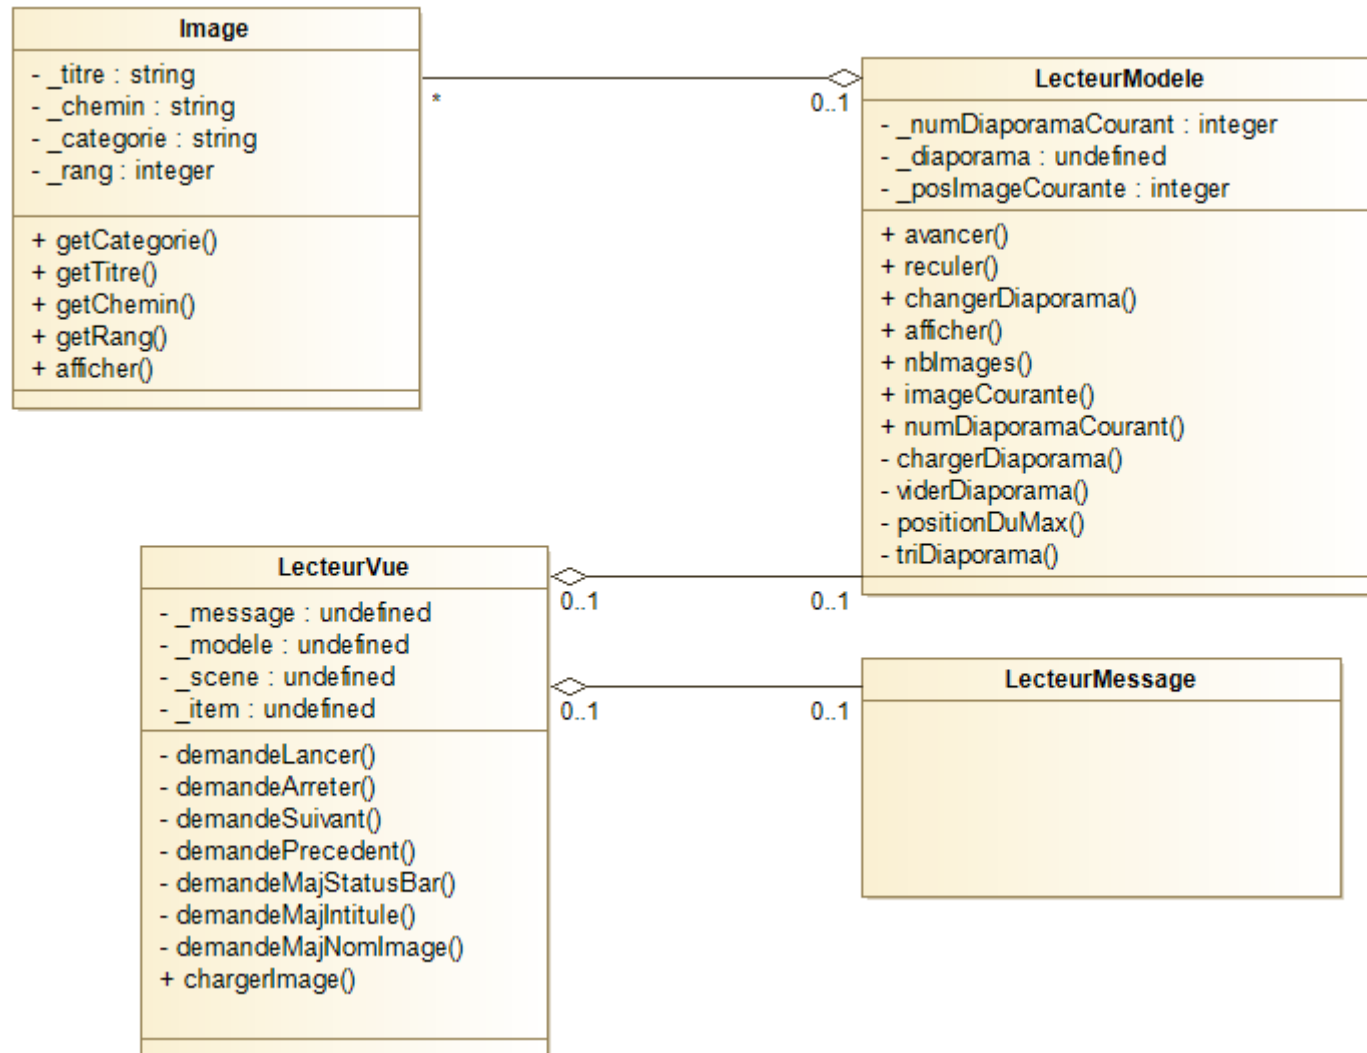 Image
- _titre : string
- _chemin : string
- _categorie : string
- _rang : integer
+ getCategorie()
+ getTitre()
+ getChemin()
+ getRang()
+ afficher()
*
0..1
LecteurModele
- _numDiaporamaCourant : integer
- _diaporama : undefined
- _posImageCourante : integer
+ avancer()
+ reculer()
+ changerDiaporama()
+ afficher()
+ nbImages()
+ imageCourante()
+ numDiaporamaCourant()
- chargerDiaporama()
- viderDiaporama()
- positionDuMax()
- triDiaporama()
LecteurVue
- _message : undefined
- _modele : undefined
- _scene : undefined
- _item : undefined
- demandeLancer()
- demandeArreter()
- demandeSuivant()
- demandePrecedent()
- demandeMajStatusBar()
- demandeMajIntitule()
- demandeMajNomImage()
+ chargerImage()
0..1
0..1
0..1
0..1
LecteurMessage